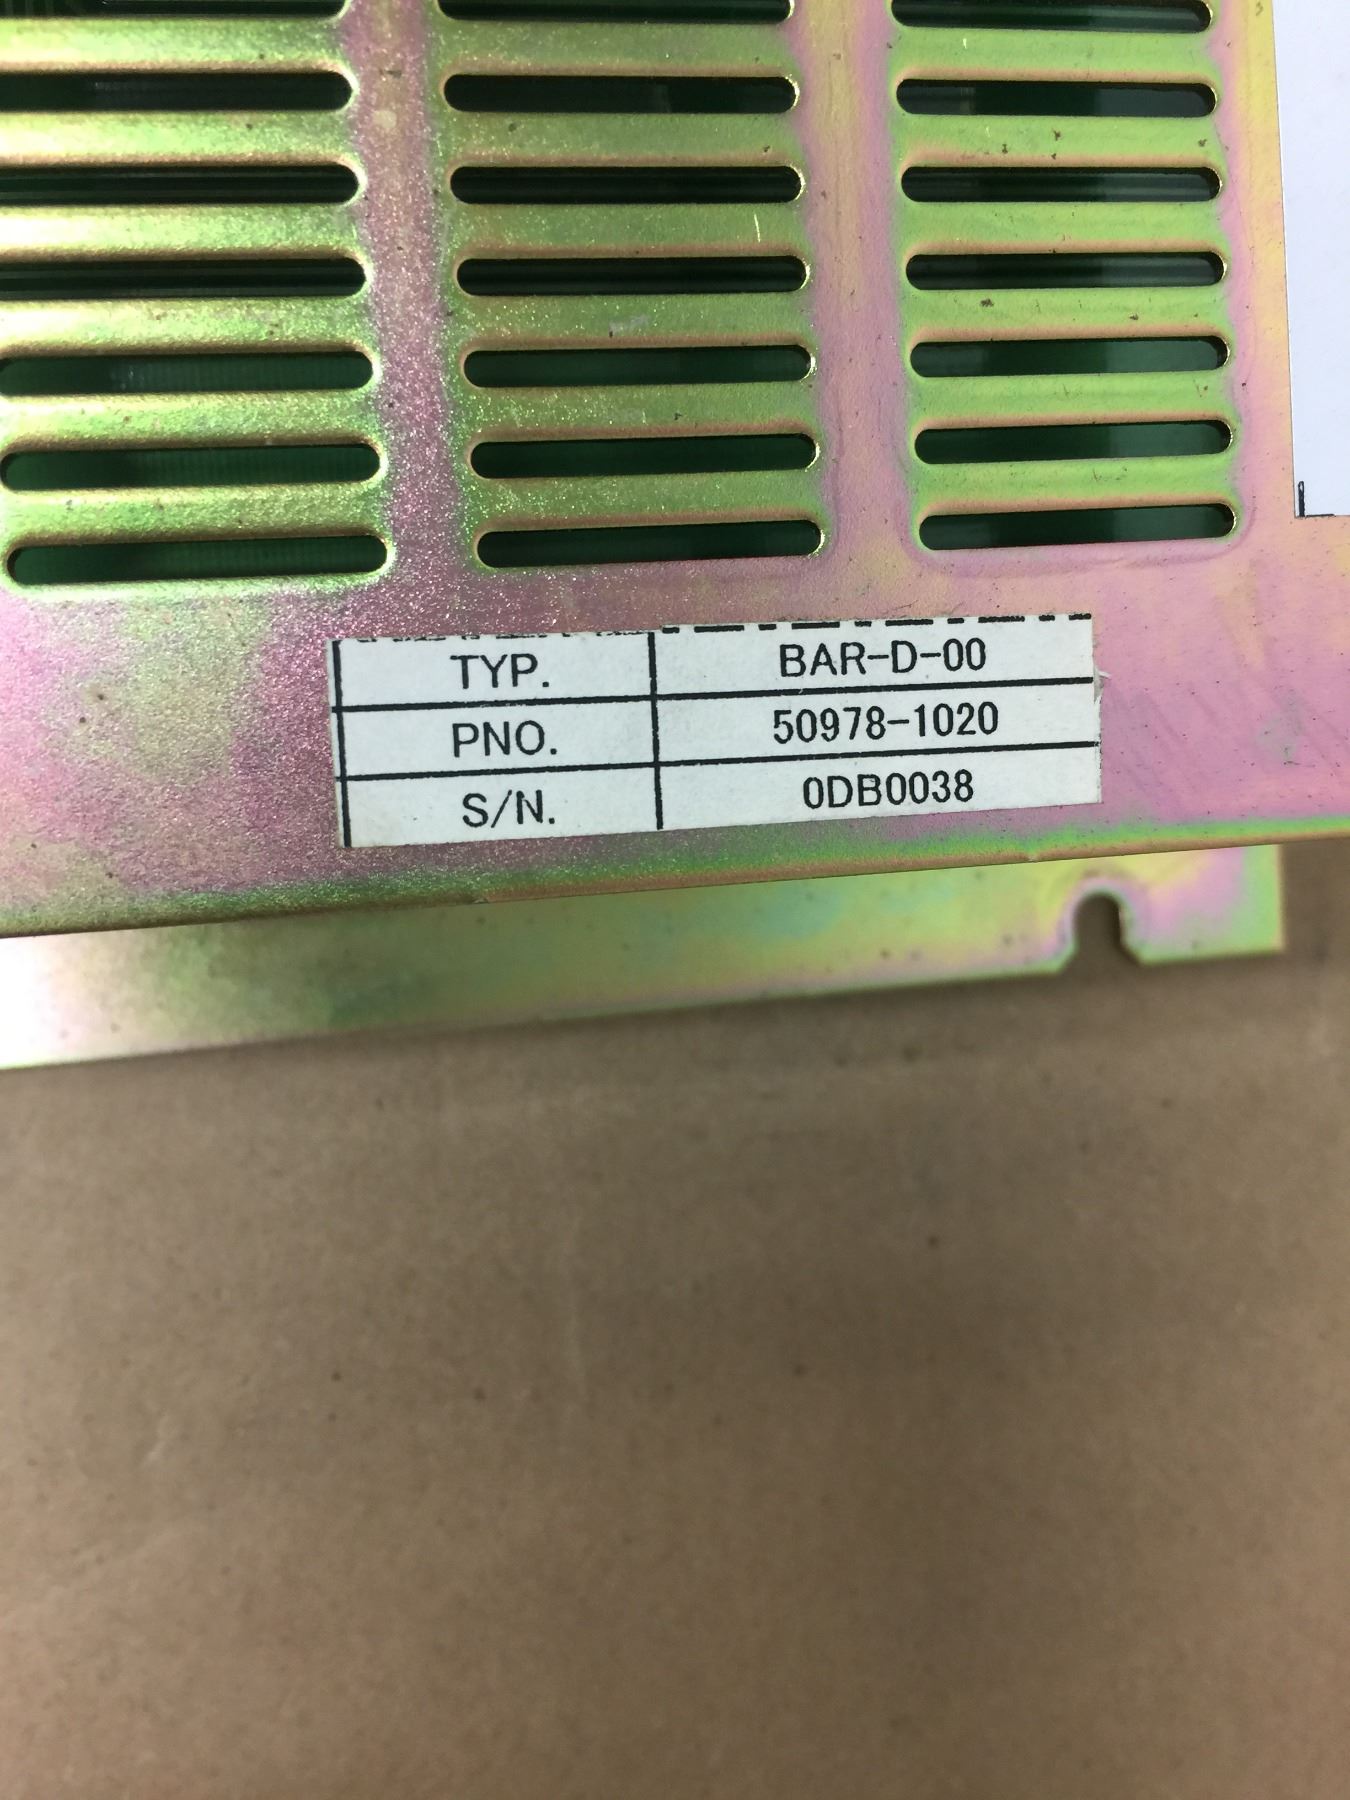 TYP. BAR-D-00
PNO. 50978-1020
S/N. 0DB0038